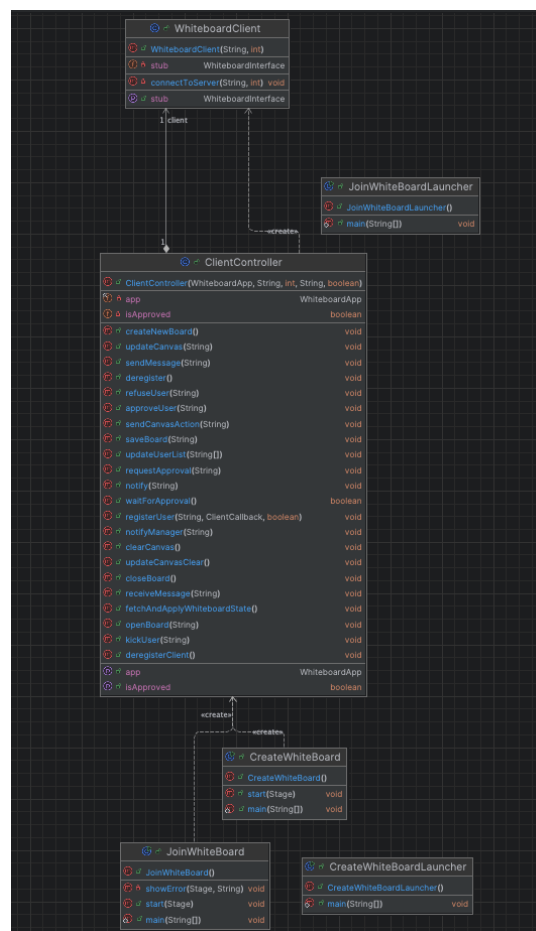 WhiteboardClient
WhiteboardClient(String, int)
stub WhiteboardInterface
connectToServer(String, int) void
stub WhiteboardInterface
1 client
JoinWhiteBoardLauncher
JoinWhiteBoardLauncher()
main(String[]) void
«create»
1
ClientController
ClientController(WhiteboardApp, String, int, String, boolean)
app WhiteboardApp
isApproved boolean
createNewBoard() void
updateCanvas(String) void
sendMessage(String) void
deregister() void
refuseUser(String) void
approveUser(String) void
sendCanvasAction(String) void
saveBoard(String) void
updateUserList(String[]) void
requestApproval(String) void
notify(String) void
waitForApproval() boolean
registerUser(String, ClientCallback, boolean) void
notifyManager(String) void
clearCanvas() void
updateCanvasClear() void
closeBoard() void
receiveMessage(String) void
fetchAndApplyWhiteboardState() void
openBoard(String) void
kickUser(String) void
deregisterClient() void
app WhiteboardApp
isApproved boolean
«create»
«create»
CreateWhiteBoard
CreateWhiteBoard()
start(Stage) void
main(String[]) void
JoinWhiteBoard
JoinWhiteBoard()
showError(Stage, String) void
start(Stage) void
main(String[]) void
CreateWhiteBoardLauncher
CreateWhiteBoardLauncher()
main(String[]) void